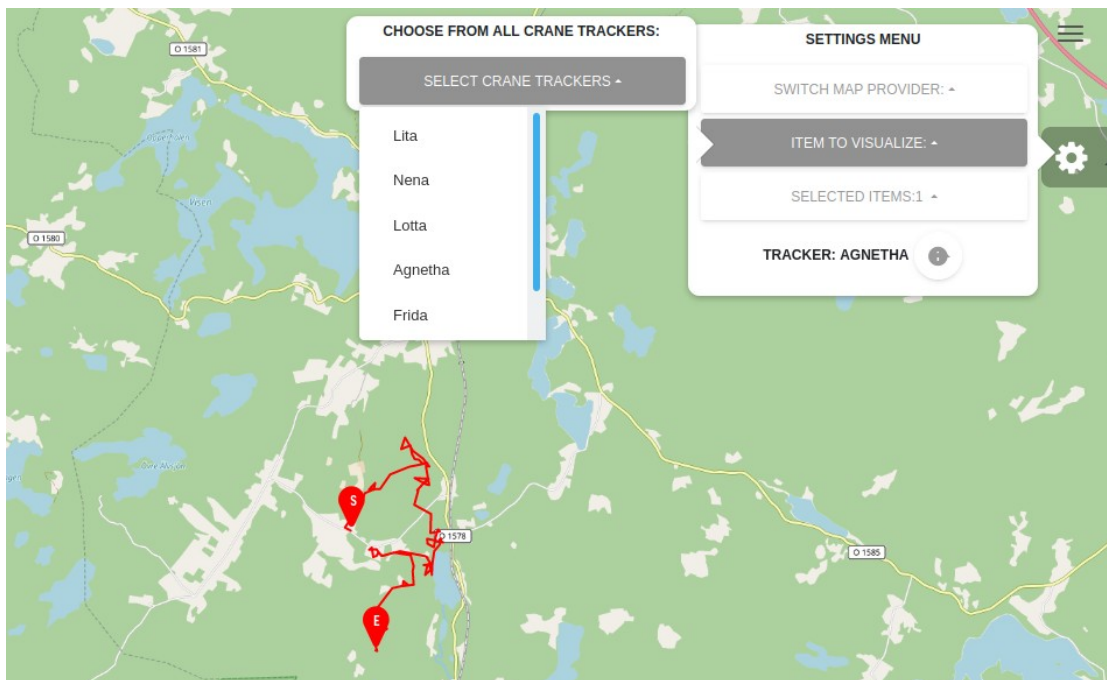 CHOOSE FROM ALL CRANE TRACKERS:
SELECT CRANE TRACKERS
Lita
Nena
Lotta
Agnetha
Frida
SETTINGS MENU
SWITCH MAP PROVIDER:
ITEM TO VISUALIZE:
SELECTED ITEMS:1
TRACKER: AGNETHA
O 1581
Visen
O 1580
S
O 1578
O 1585
E